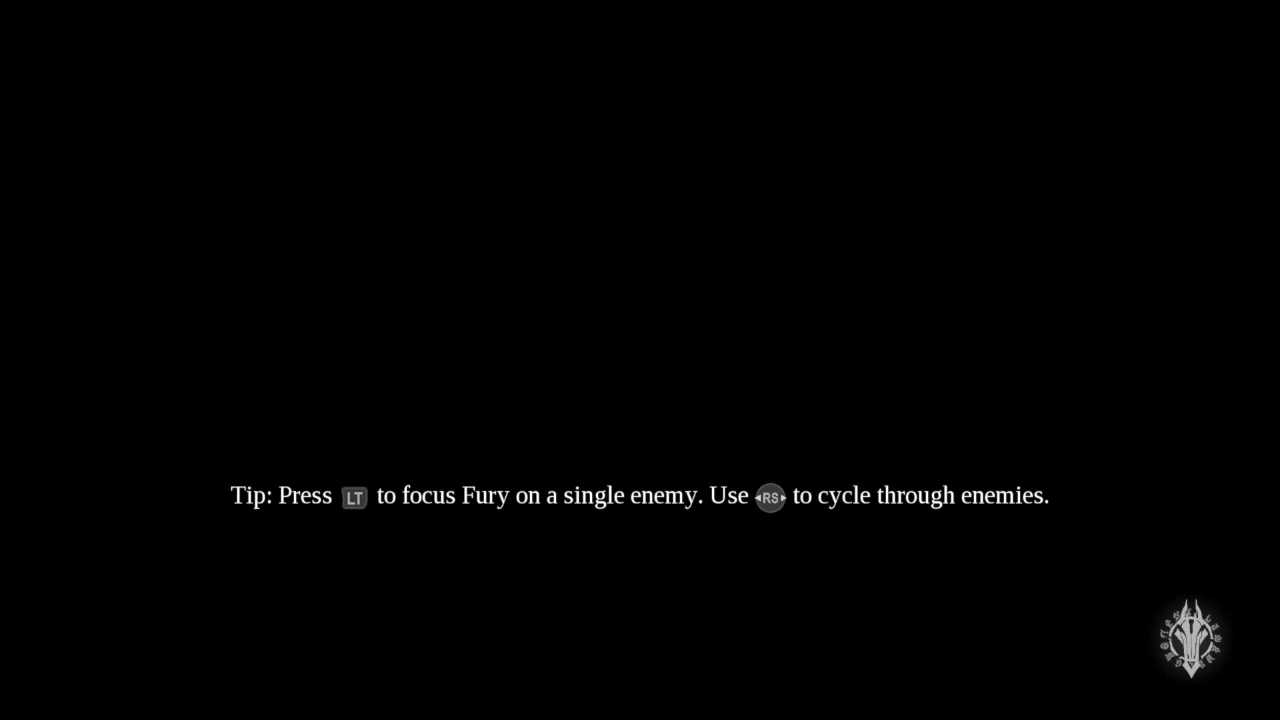 Tip: Press LT to focus Fury on a single enemy. Use RS to cycle through enemies.